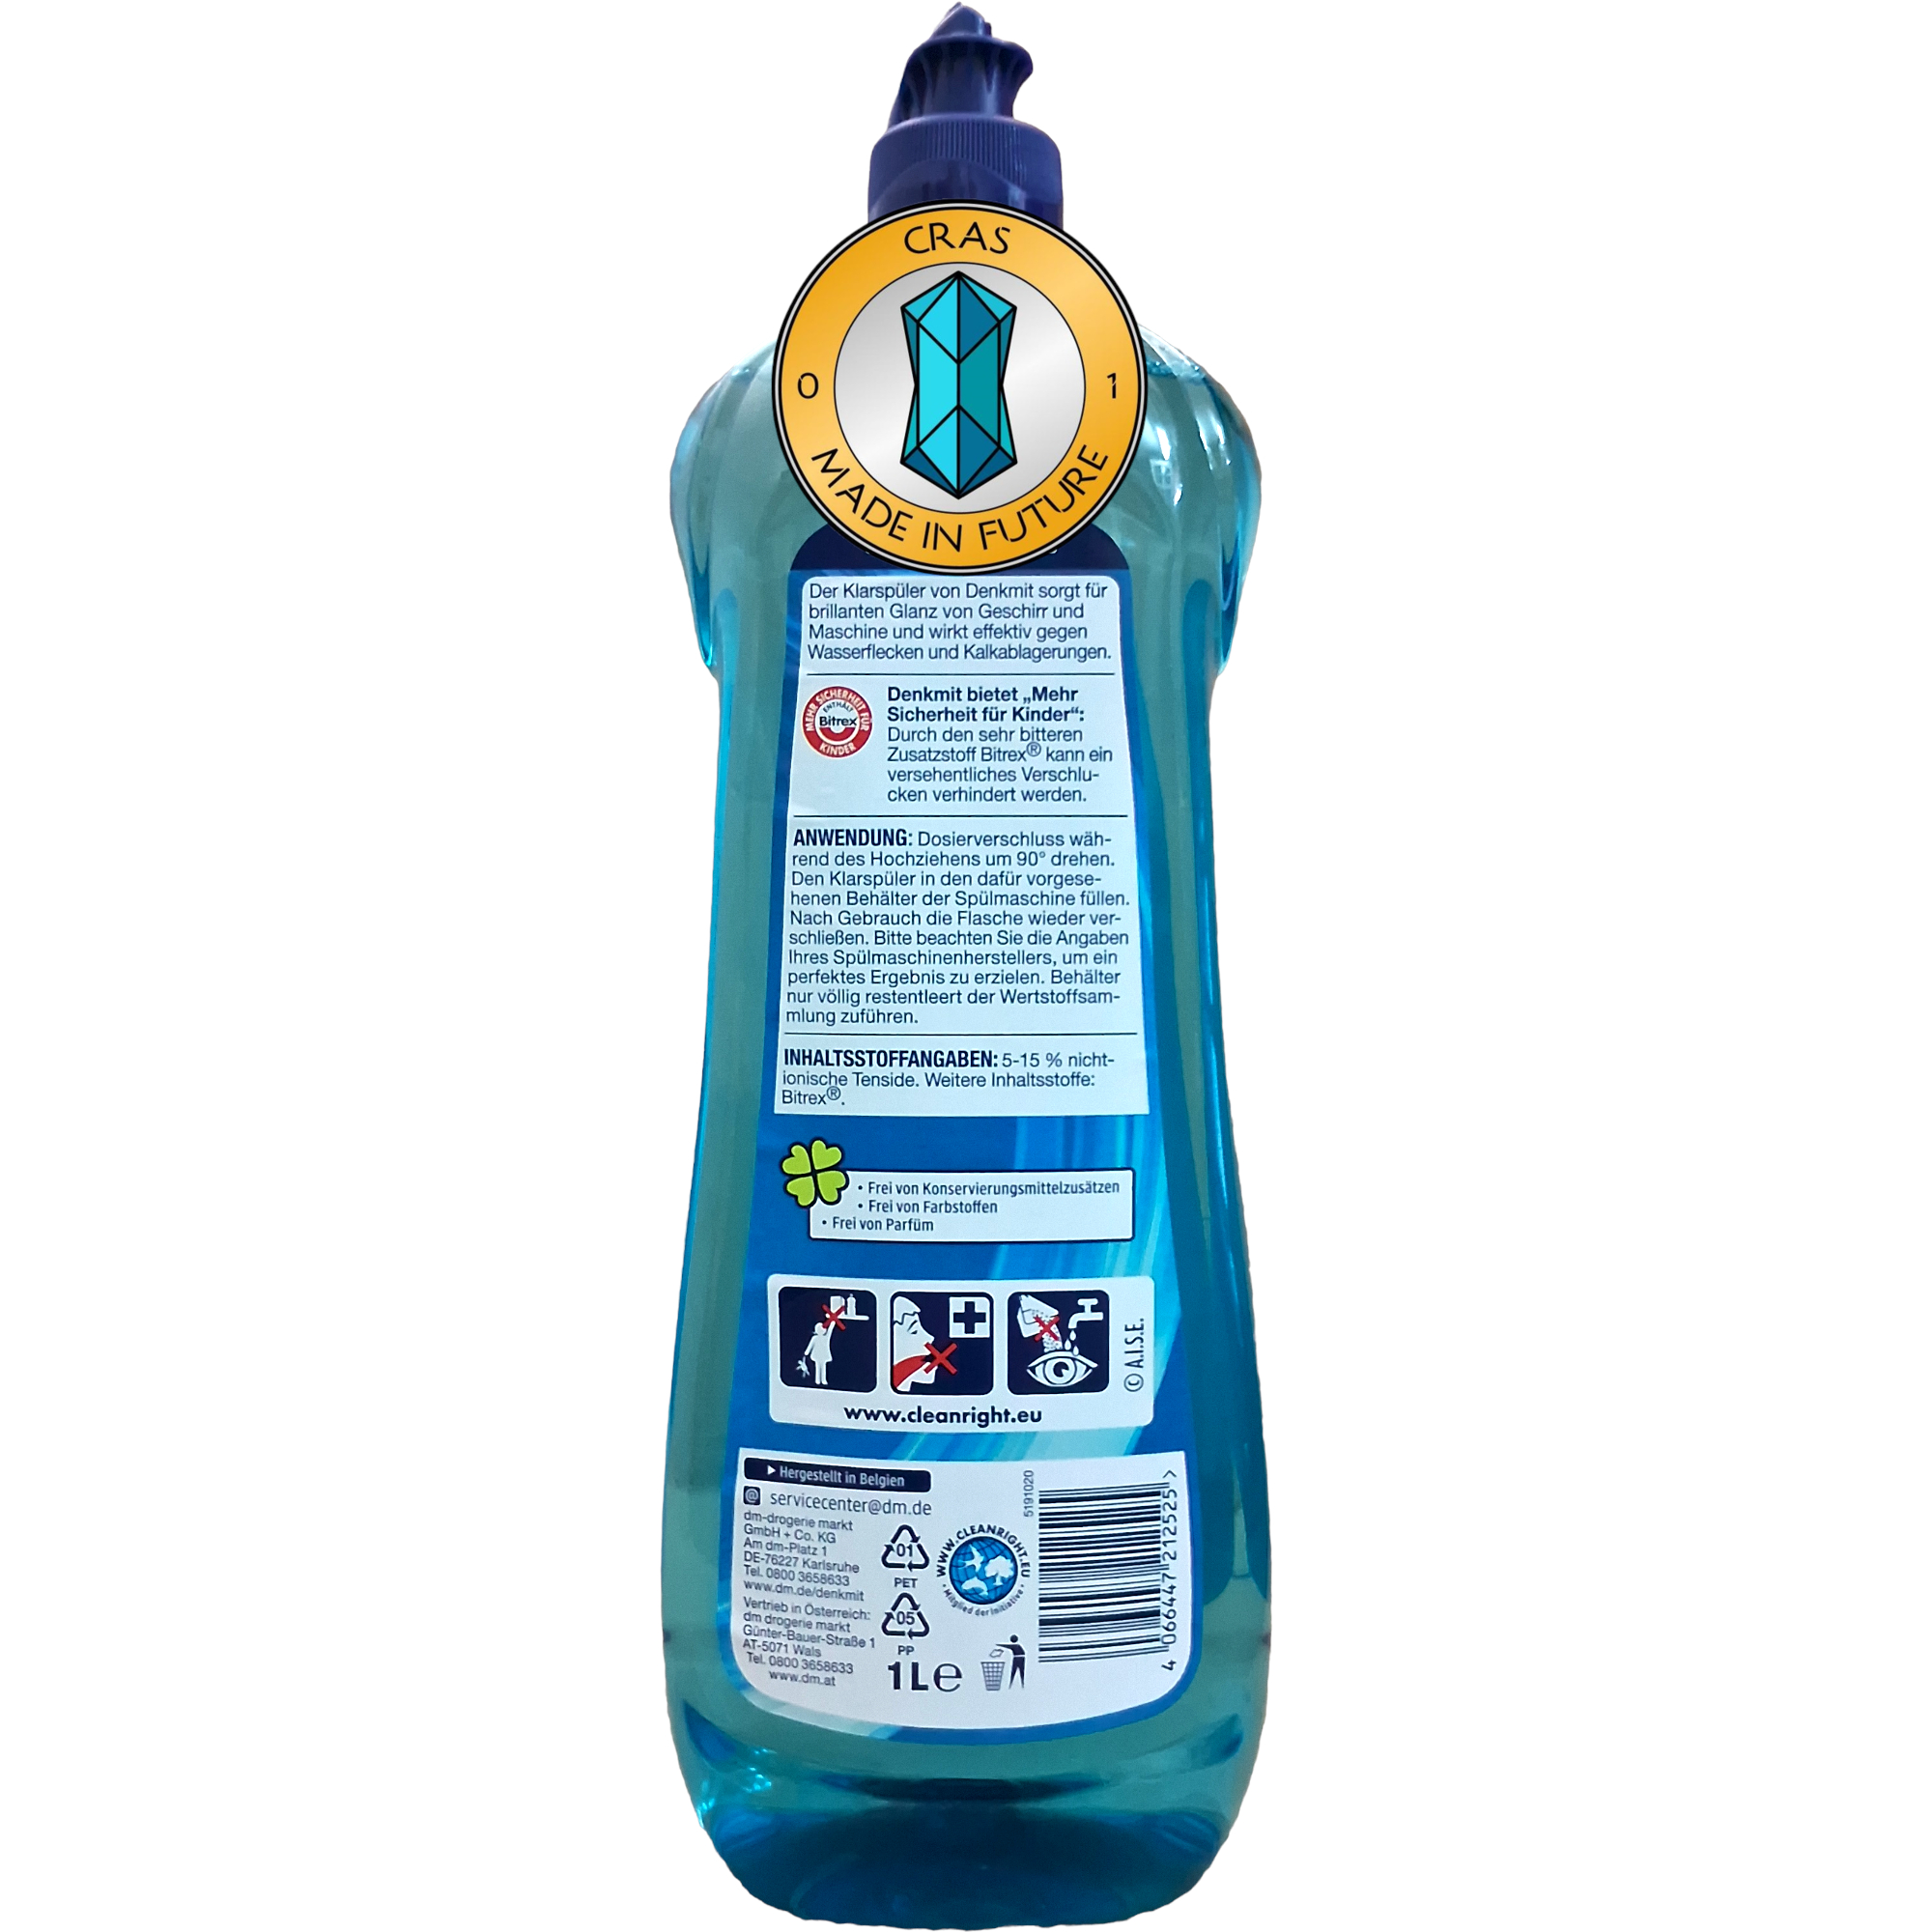 CRAS
0 1
MADE IN FUTURE
Der Klarspüler von Denkmit sorgt für
brillanten Glanz von Geschirr und
Maschine und wirkt effektiv gegen
Wasserflecken und Kalkablagerungen.
MEHR SICHERHEIT FÜR
ENTHÄLT
Bitrex
KINDER
Denkmit bietet „Mehr
Sicherheit für Kinder“:
Durch den sehr bitteren
Zusatzstoff Bitrex® kann ein
versehentliches Verschlu-
cken verhindert werden.
ANWENDUNG: Dosierverschluss wäh-
rend des Hochziehens um 90° drehen.
Den Klarspüler in den dafür vorgese-
henen Behälter der Spülmaschine füllen.
Nach Gebrauch die Flasche wieder ver-
schließen. Bitte beachten Sie die Angaben
Ihres Spülmaschinenherstellers, um ein
perfektes Ergebnis zu erzielen. Behälter
nur völlig restentleert der Wertstoffsam-
mlung zuführen.
INHALTSSTOFFANGABEN: 5-15 % nicht-
ionische Tenside. Weitere Inhaltsstoffe:
Bitrex®.
• Frei von Konservierungsmittelzusätzen
• Frei von Farbstoffen
• Frei von Parfüm
© A.I.S.E.
www.cleanright.eu
Hergestellt in Belgien
@ servicecenter@dm.de
dm-drogerie markt
GmbH + Co. KG
Am dm-Platz 1
DE-76227 Karlsruhe
Tel. 0800 3658633
www.dm.de/denkmit
Vertrieb in Österreich:
dm drogerie markt
Günter-Bauer-Straße 1
AT-5071 Wals
Tel. 0800 3658633
www.dm.at
01
PET
05
PP
1L e
WWW.CLEANRIGHT.EU
• Mitglied der Initiative •
5191020
4 066447 212525 >